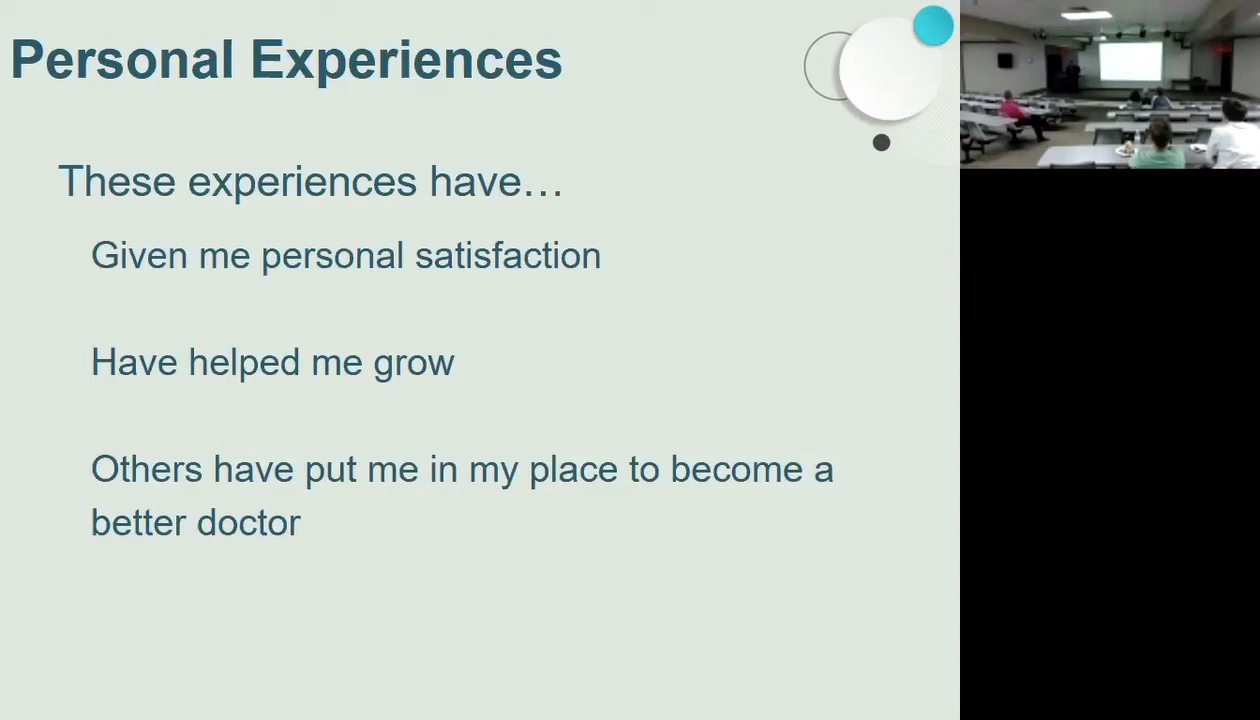 Personal Experiences
These experiences have…
Given me personal satisfaction
Have helped me grow
Others have put me in my place to become a
better doctor